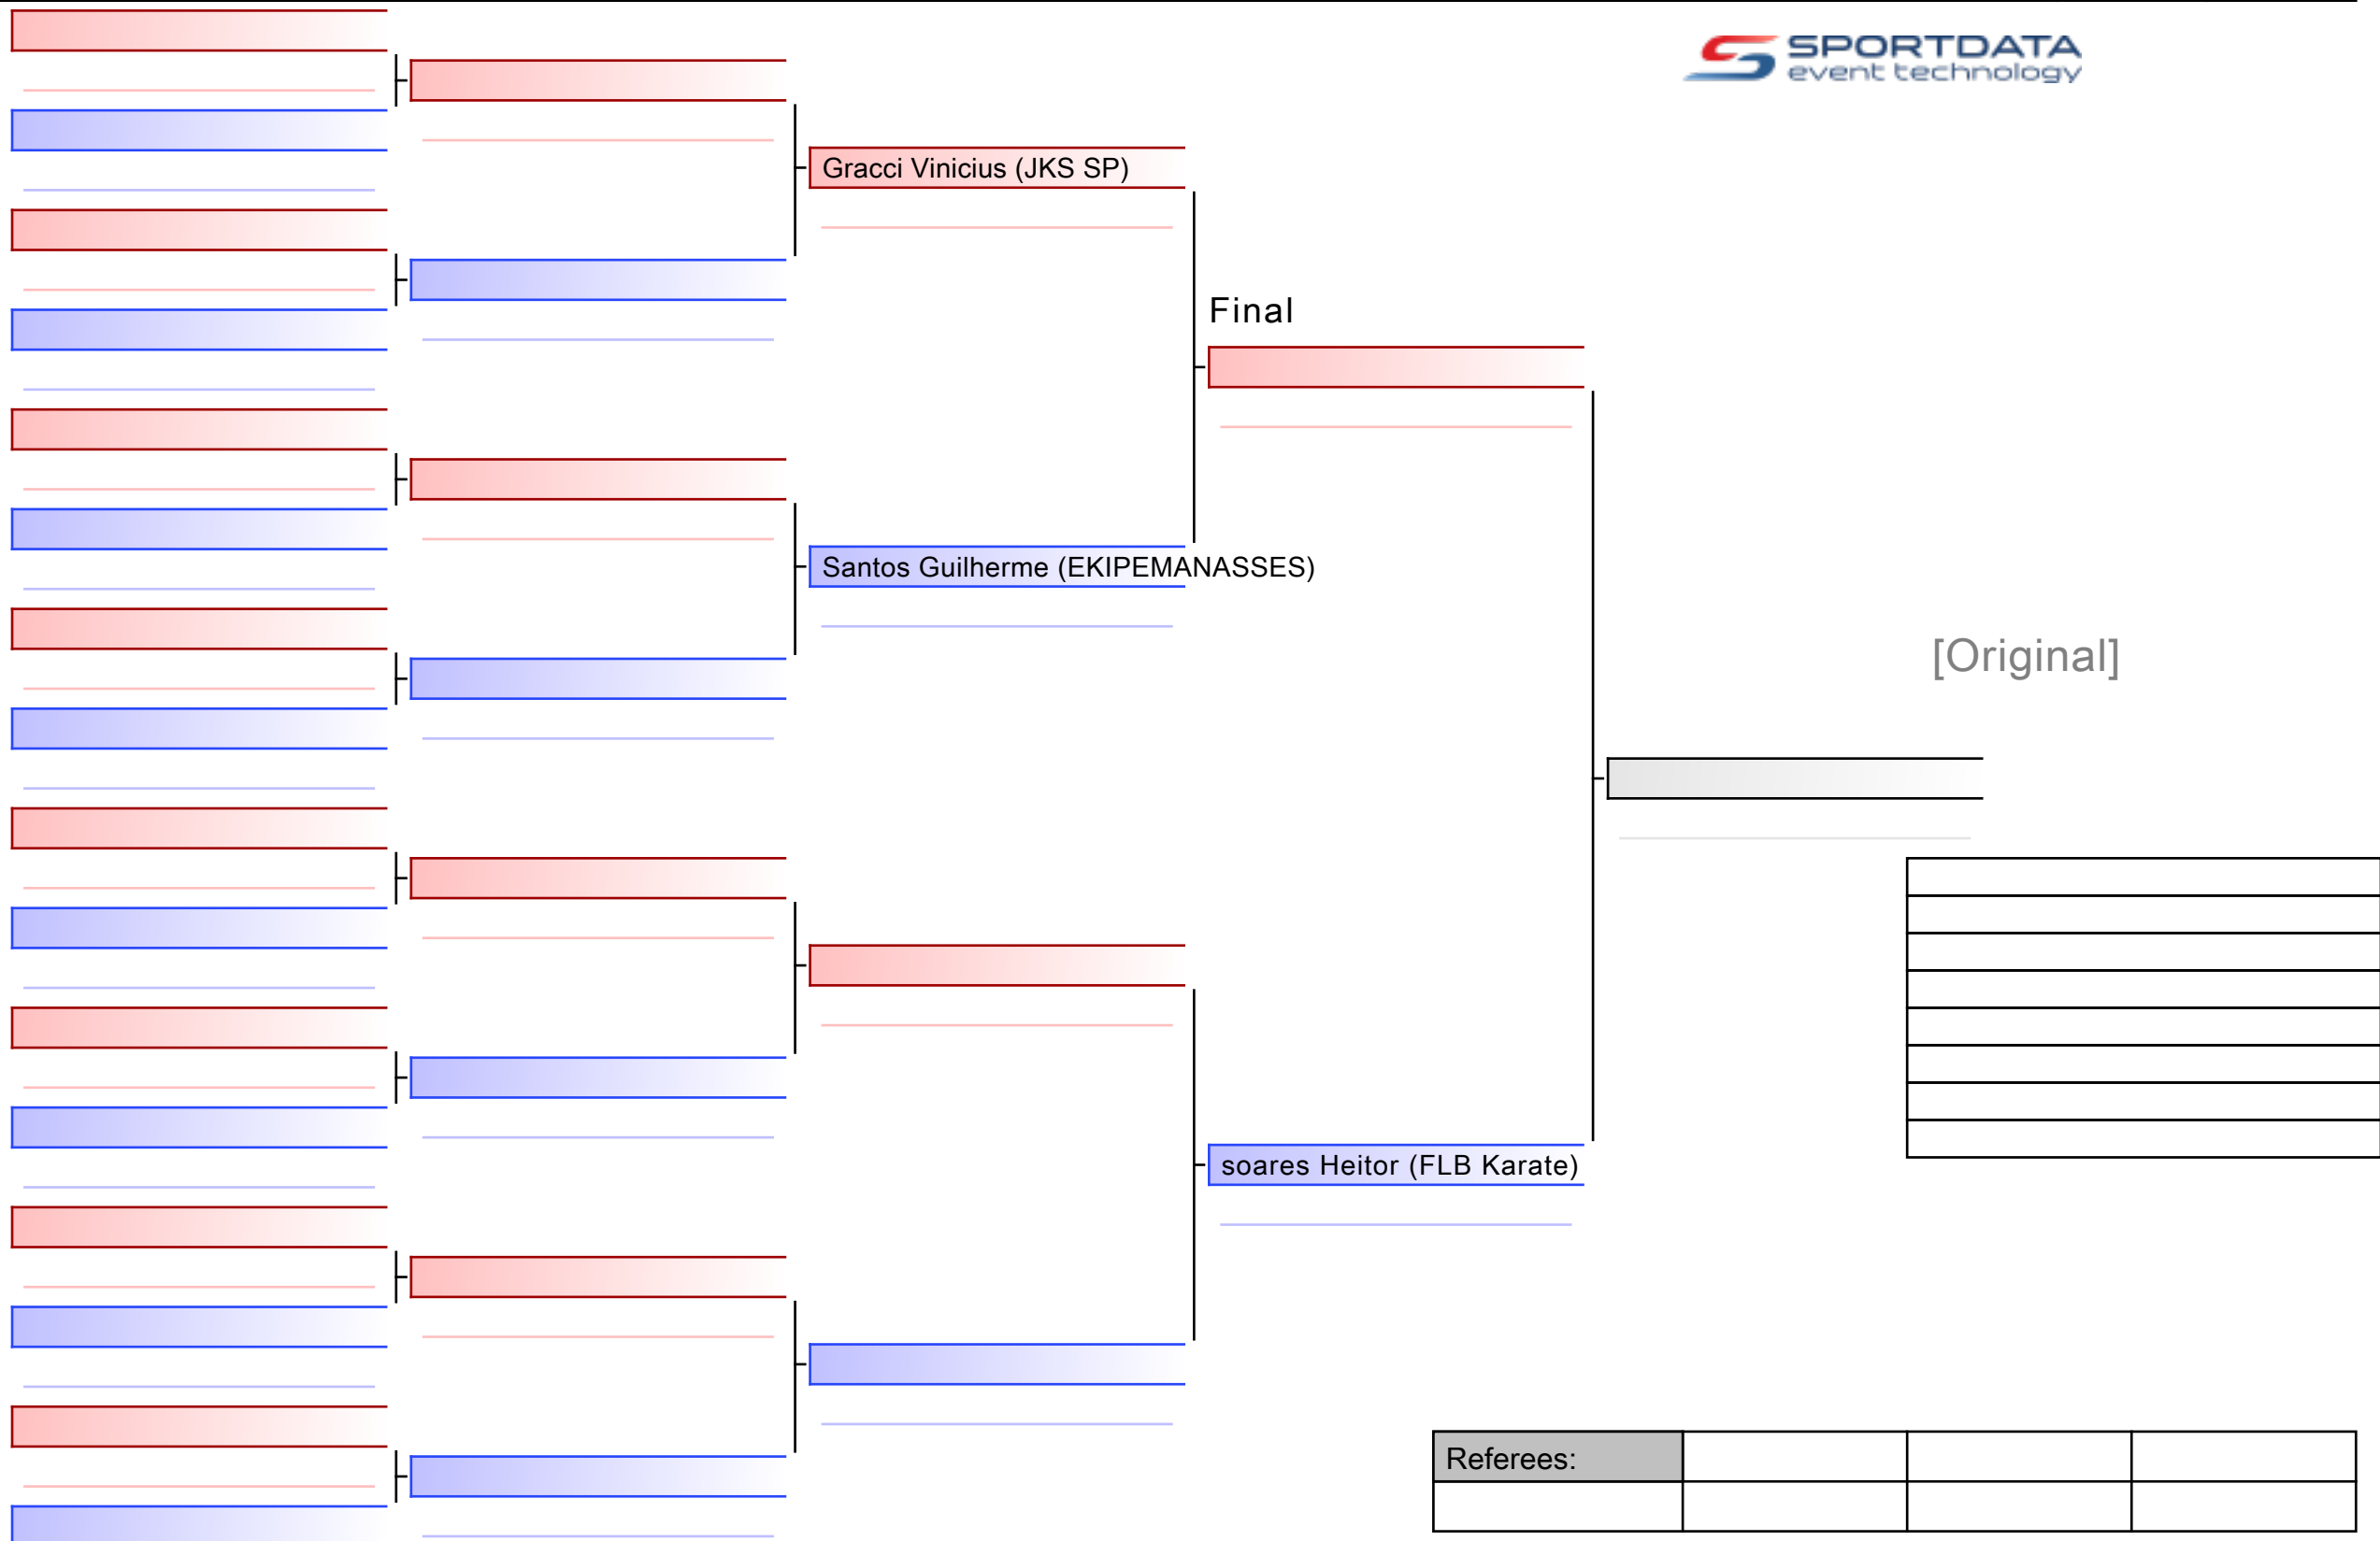 SPORTDATA
event technology
Gracci Vinicius (JKS SP)
Final
Santos Guilherme (EKIPEMANASSES)
[Original]
soares Heitor (FLB Karate)
Referees: